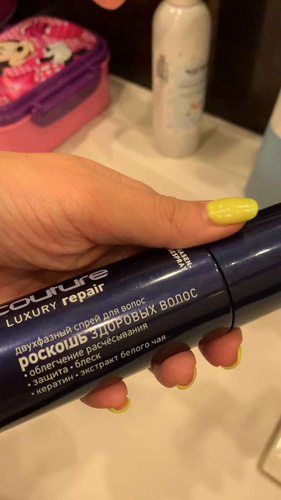 couture
LUXURY repair
двухфазный спрей для волос
РОСКОШЬ ЗДОРОВЫХ ВОЛОС
• облегчение расчёсывания
• защита • блеск
• кератин • экстракт белого чая